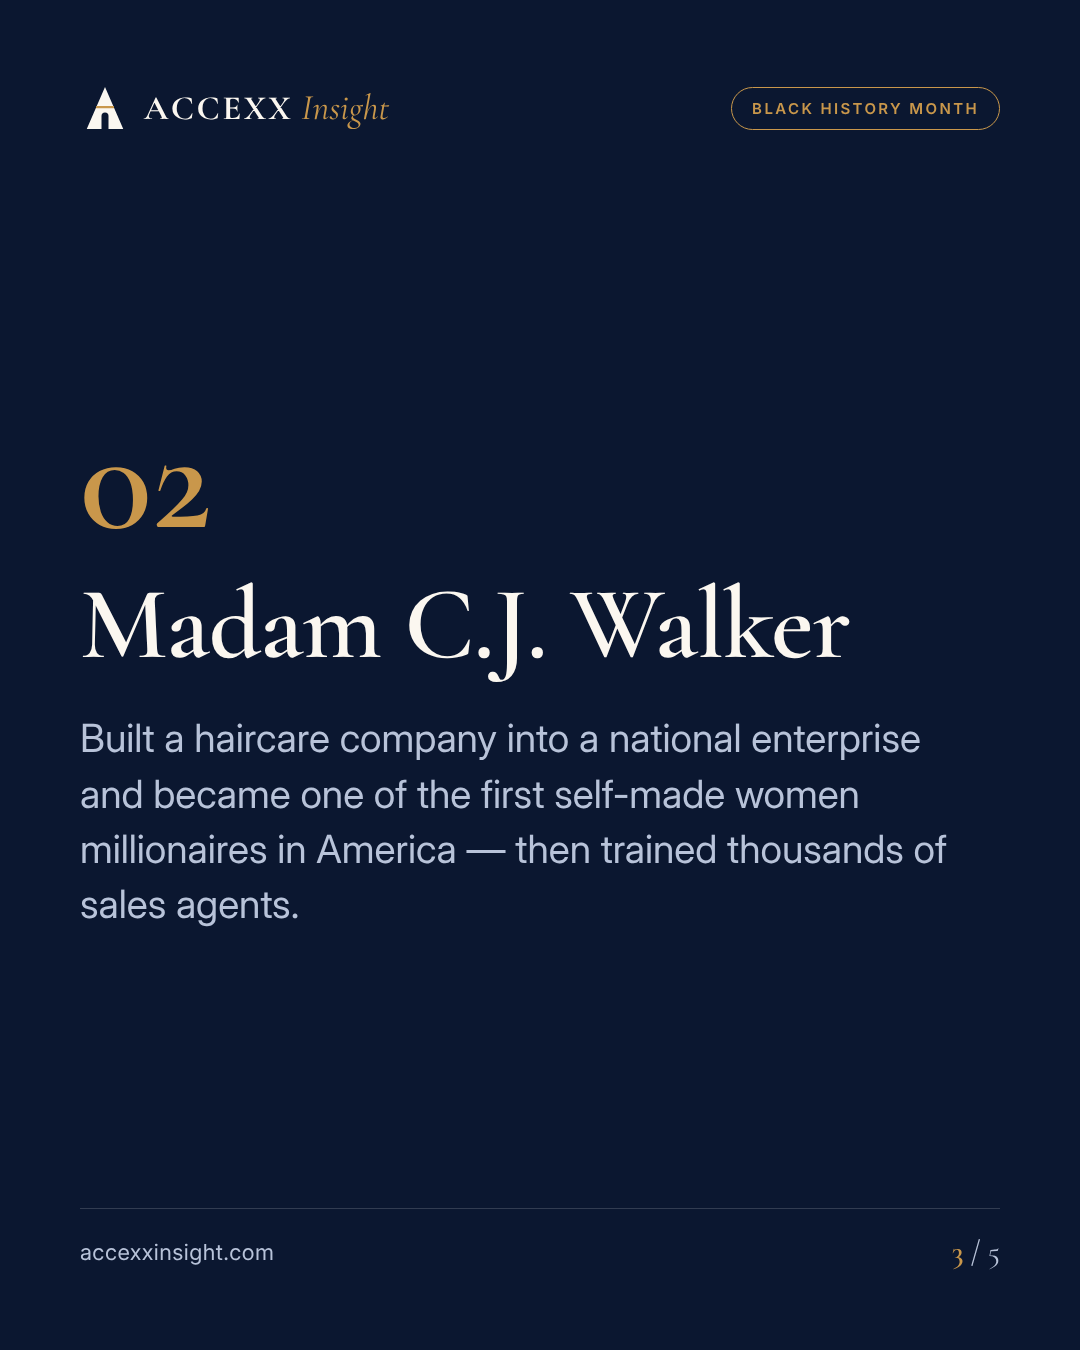 ACCEXX Insight
BLACK HISTORY MONTH
02
Madam C.J. Walker
Built a haircare company into a national enterprise
and became one of the first self-made women
millionaires in America — then trained thousands of
sales agents.
accexxinsight.com
3 / 5